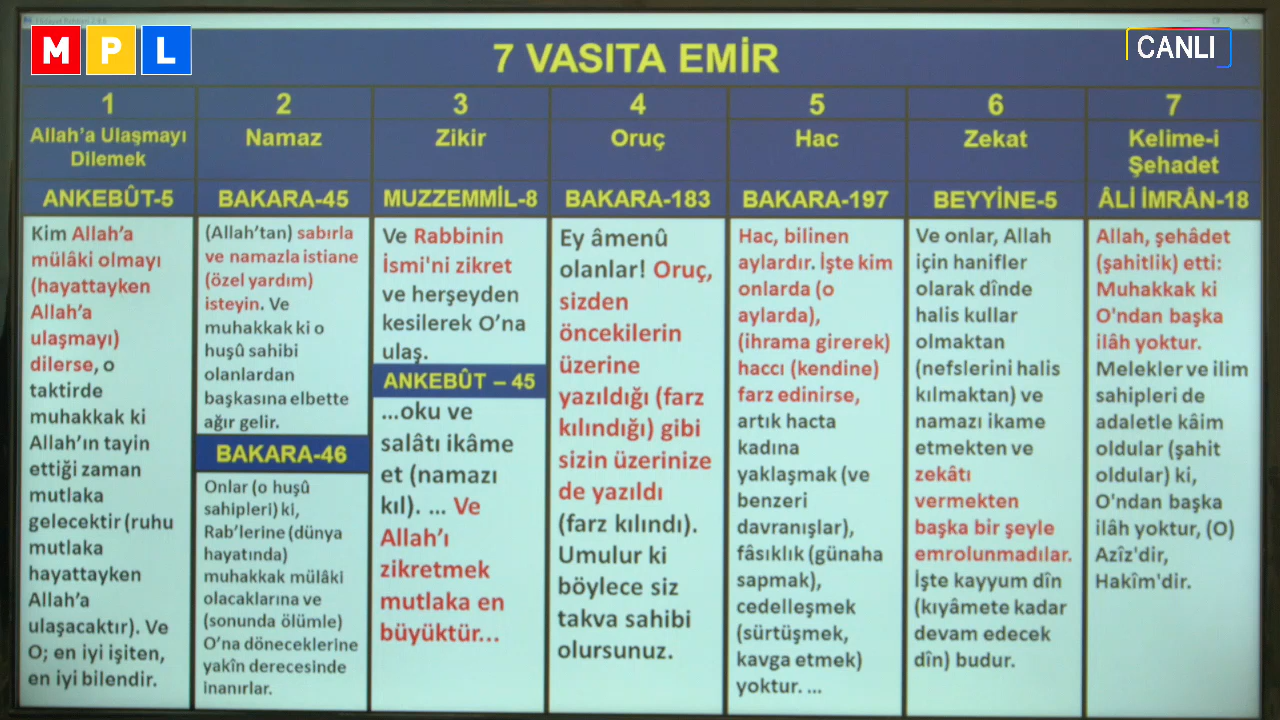 MPL
CANLI
7 VASITA EMİR
1
Allah’a Ulaşmayı
Dilemek
ANKEBÛT-5
Kim Allah’a
mülâki olmayı
(hayattayken
Allah’a
ulaşmayı)
dilerse, o
taktirde
muhakkak ki
Allah’ın tayin
ettiği zaman
mutlaka
gelecektir (ruhu
mutlaka
hayattayken
Allah’a
ulaşacaktır). Ve
O; en iyi işiten,
en iyi bilendir.
2
Namaz
BAKARA-45
(Allah’tan) sabırla
ve namazla istiane
(özel yardım)
isteyin. Ve
muhakkak ki o
huşû sahibi
olanlardan
başkasına elbette
ağır gelir.
BAKARA-46
Onlar (o huşû
sahipleri) ki,
Rab’lerine (dünya
hayatında)
muhakkak mülâki
olacaklarına ve
(sonunda ölümle)
O’na döneceklerine
yakîn derecesinde
inanırlar.
3
Zikir
MUZZEMMİL-8
Ve Rabbinin
İsmi'ni zikret
ve herşeyden
kesilerek O’na
ulaş.
ANKEBÛT – 45
...oku ve
salâtı ikâme
et (namazı
kıl). ... Ve
Allah’ı
zikretmek
mutlaka en
büyüktür...
4
Oruç
BAKARA-183
Ey âmenû
olanlar! Oruç,
sizden
öncekilerin
üzerine
yazıldığı (farz
kılındığı) gibi
sizin üzerinize
de yazıldı
(farz kılındı).
Umulur ki
böylece siz
takva sahibi
olursunuz.
5
Hac
BAKARA-197
Hac, bilinen
aylardır. İşte kim
onlarda (o
aylarda),
(ihrama girerek)
haccı (kendine)
farz edinirse,
artık hacta
kadına
yaklaşmak (ve
benzeri
davranışlar),
fâsıklık (günaha
sapmak),
cedelleşmek
(sürtüşmek,
kavga etmek)
yoktur. ...
6
Zekat
BEYYİNE-5
Ve onlar, Allah
için hanifler
olarak dînde
halis kullar
olmaktan
(nefslerini halis
kılmaktan) ve
namazı ikame
etmekten ve
zekâtı
vermekten
başka bir şeyle
emrolunmadılar.
İşte kayyum dîn
(kıyâmete kadar
devam edecek
dîn) budur.
7
Kelime-i
Şehadet
ÂLİ İMRÂN-18
Allah, şehâdet
(şahitlik) etti:
Muhakkak ki
O'ndan başka
ilâh yoktur.
Melekler ve ilim
sahipleri de
adaletle kâim
oldular (şahit
oldular) ki,
O'ndan başka
ilâh yoktur, (O)
Azîz'dir,
Hakîm'dir.